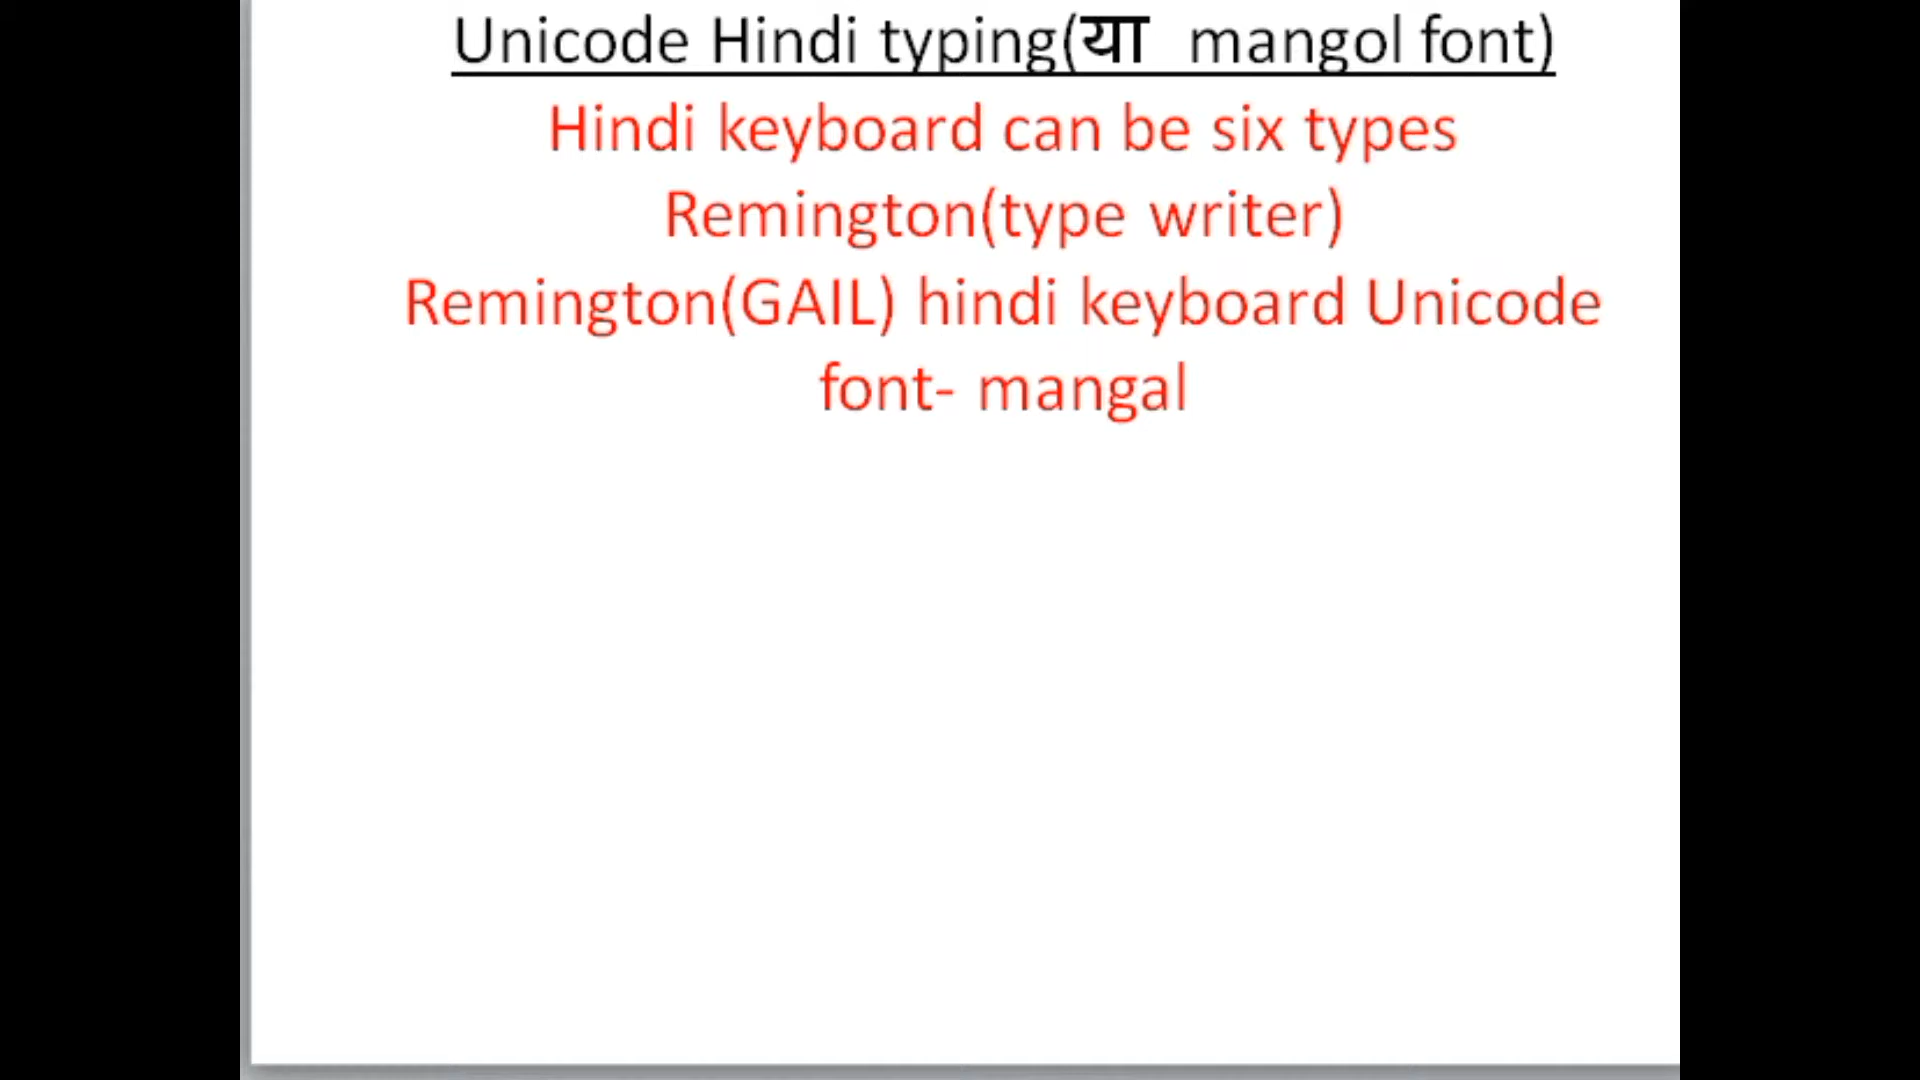 Unicode Hindi typing(या mangol font)
Hindi keyboard can be six types
Remington(type writer)
Remington(GAIL) hindi keyboard Unicode
font- mangal